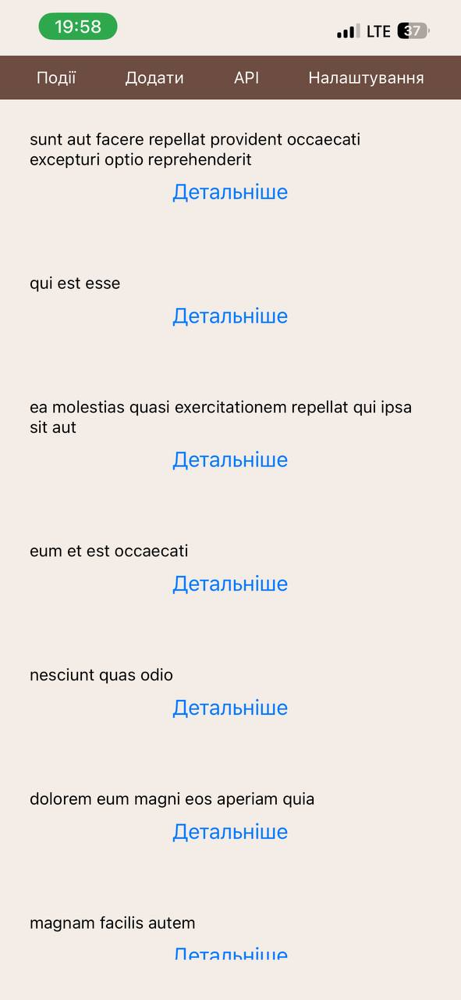 19:58 LTE 37
Події Додати API Налаштування
sunt aut facere repellat provident occaecati
excepturi optio reprehenderit
Детальніше
qui est esse
Детальніше
ea molestias quasi exercitationem repellat qui ipsa
sit aut
Детальніше
eum et est occaecati
Детальніше
nesciunt quas odio
Детальніше
dolorem eum magni eos aperiam quia
Детальніше
magnam facilis autem
Детальніше